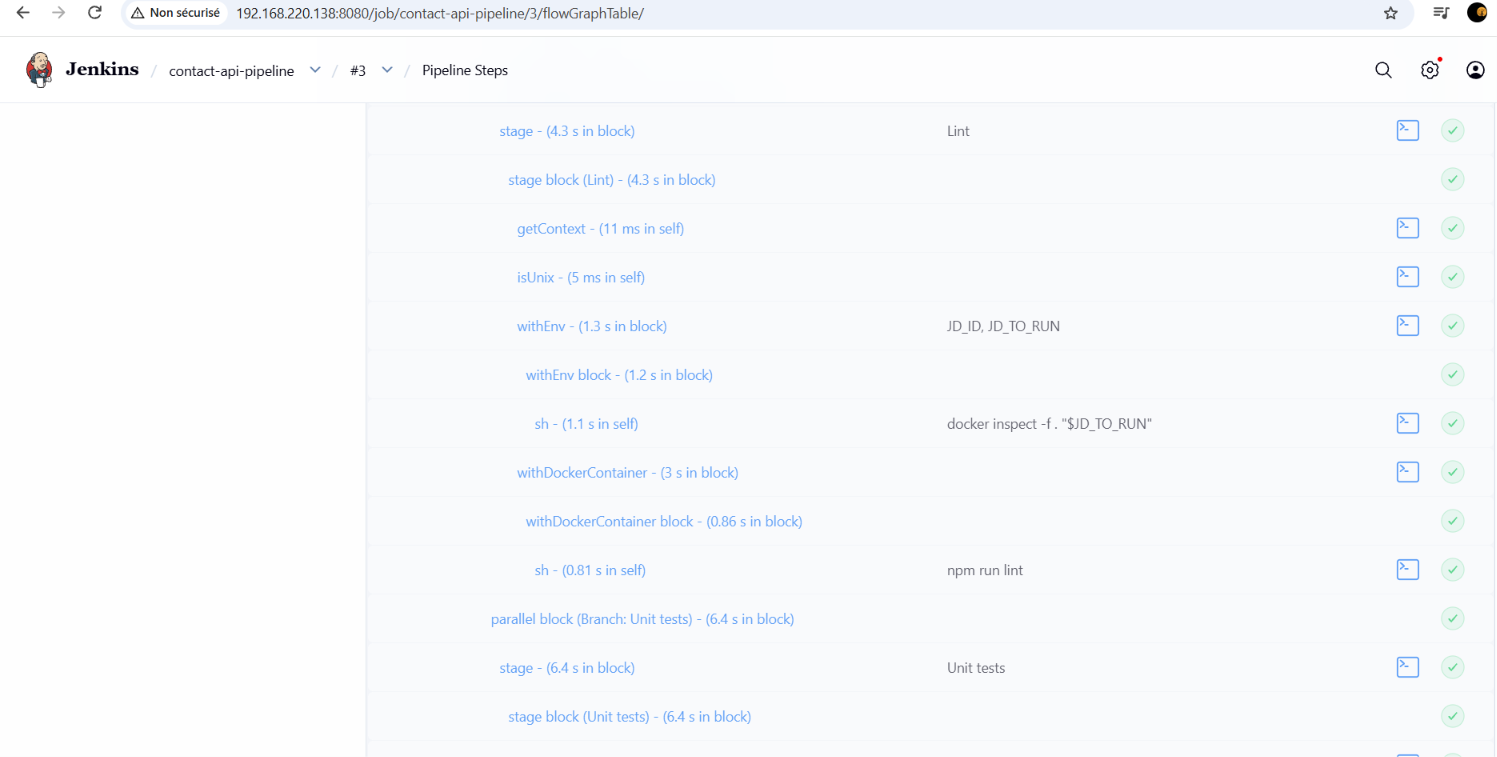 Non sécurisé 192.168.220.138:8080/job/contact-api-pipeline/3/flowGraphTable/
Jenkins / contact-api-pipeline / #3 / Pipeline Steps
stage - (4.3 s in block) Lint
stage block (Lint) - (4.3 s in block)
getContext - (11 ms in self)
isUnix - (5 ms in self)
withEnv - (1.3 s in block) JD_ID, JD_TO_RUN
withEnv block - (1.2 s in block)
sh - (1.1 s in self) docker inspect -f . "$JD_TO_RUN"
withDockerContainer - (3 s in block)
withDockerContainer block - (0.86 s in block)
sh - (0.81 s in self) npm run lint
parallel block (Branch: Unit tests) - (6.4 s in block)
stage - (6.4 s in block) Unit tests
stage block (Unit tests) - (6.4 s in block)